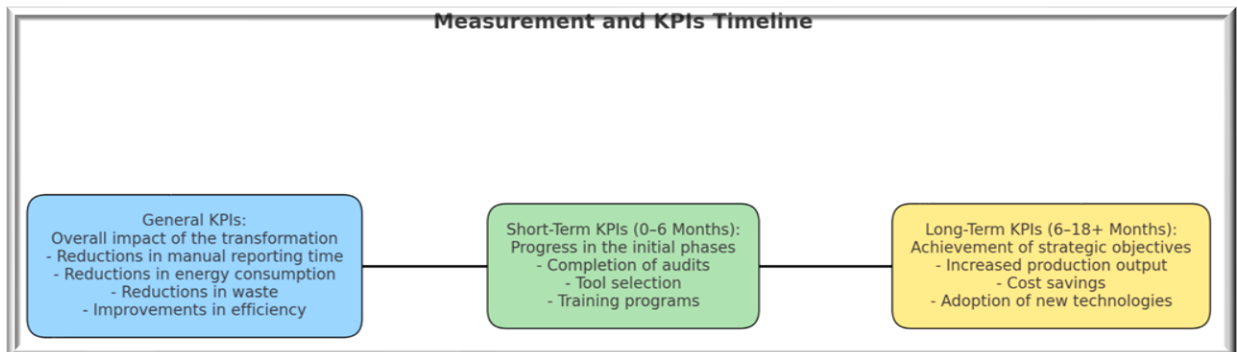 Measurement and KPIs Timeline
General KPIs:
Overall impact of the transformation
- Reductions in manual reporting time
- Reductions in energy consumption
- Reductions in waste
- Improvements in efficiency
Short-Term KPIs (0–6 Months):
Progress in the initial phases
- Completion of audits
- Tool selection
- Training programs
Long-Term KPIs (6–18+ Months):
Achievement of strategic objectives
- Increased production output
- Cost savings
- Adoption of new technologies